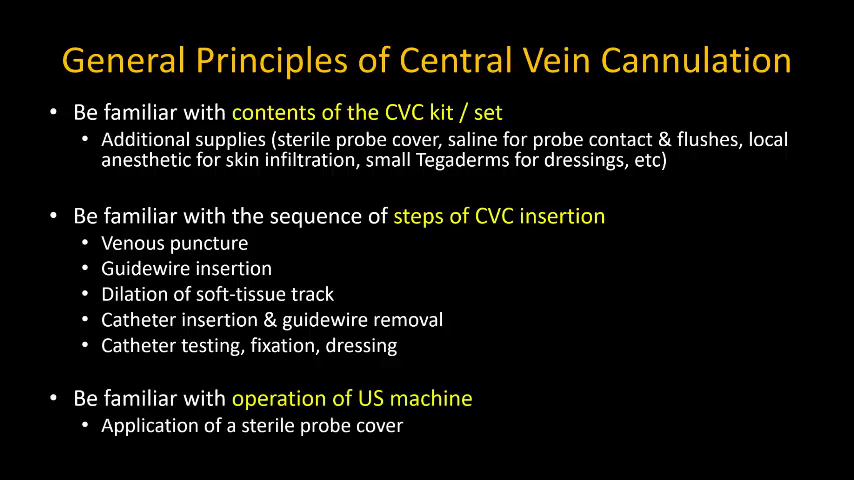 General Principles of Central Vein Cannulation
• Be familiar with contents of the CVC kit / set
• Additional supplies (sterile probe cover, saline for probe contact & flushes, local
anesthetic for skin infiltration, small Tegaderms for dressings, etc)
• Be familiar with the sequence of steps of CVC insertion
• Venous puncture
• Guidewire insertion
• Dilation of soft-tissue track
• Catheter insertion & guidewire removal
• Catheter testing, fixation, dressing
• Be familiar with operation of US machine
• Application of a sterile probe cover